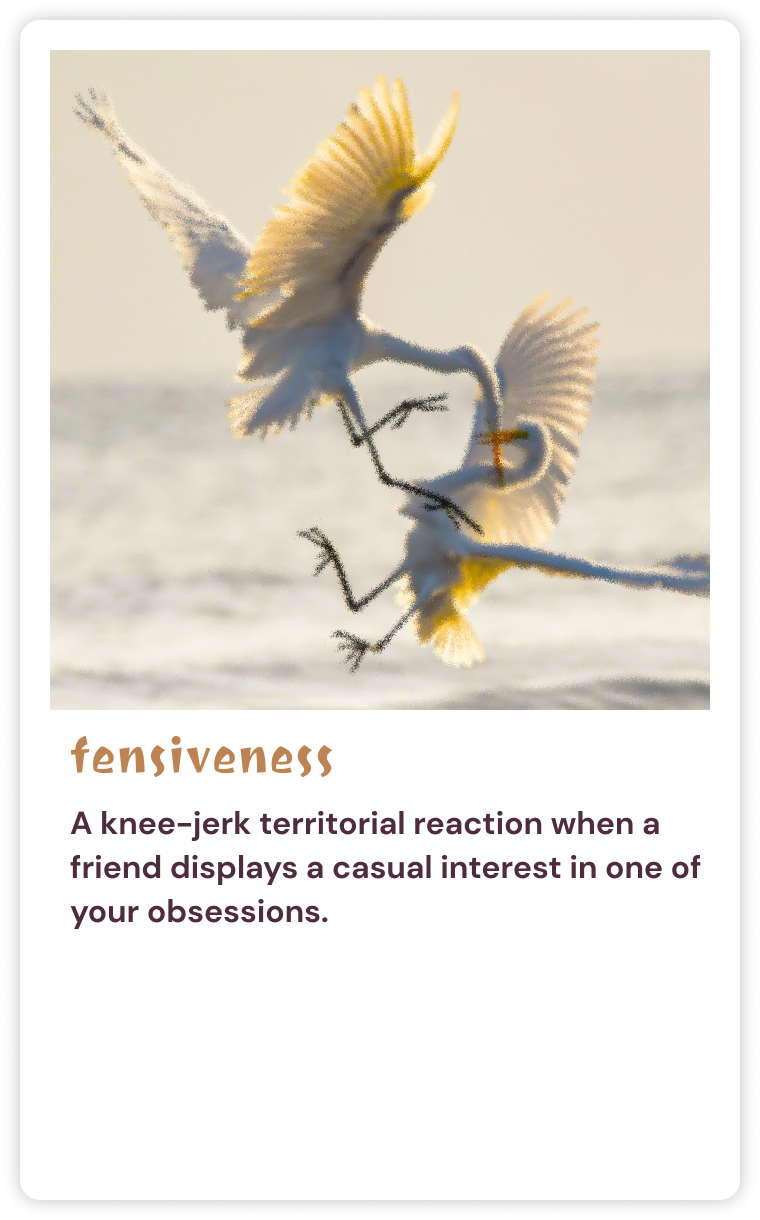 fensiveness
A knee-jerk territorial reaction when a
friend displays a casual interest in one of
your obsessions.